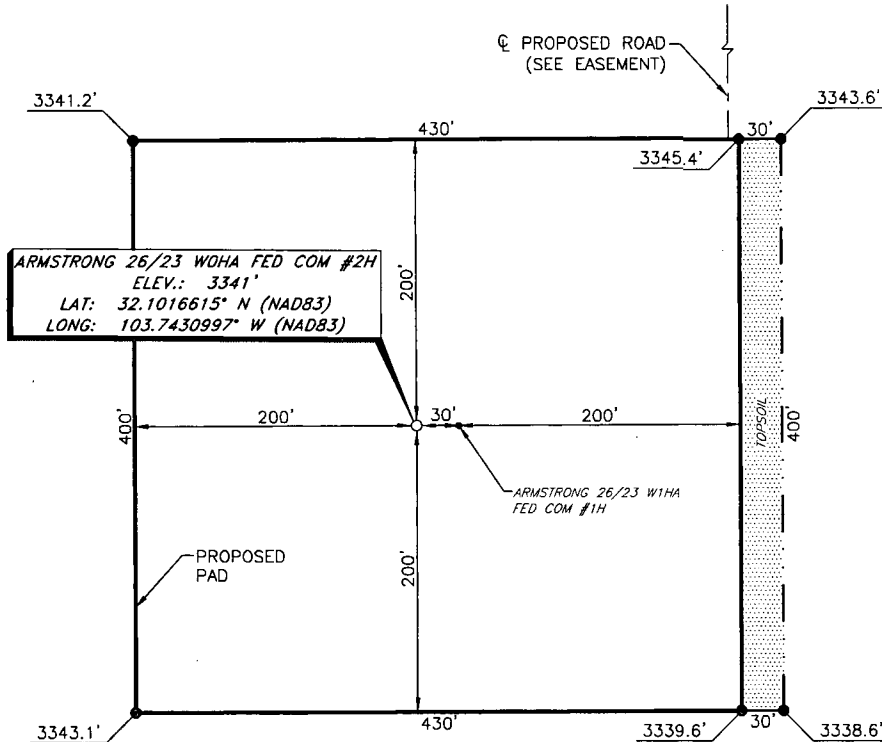 ℄ PROPOSED ROAD
(SEE EASEMENT)
3341.2'
430'
30'
3343.6'
3345.4'
ARMSTRONG 26/23 W0HA FED COM #2H
ELEV.: 3341'
LAT: 32.1016615° N (NAD83)
LONG: 103.7430997° W (NAD83)
200'
400'
200'
30'
200'
TOPSOIL
400'
ARMSTRONG 26/23 W1HA
FED COM #1H
PROPOSED
PAD
200'
3343.1'
430'
3339.6'
30'
3338.6'